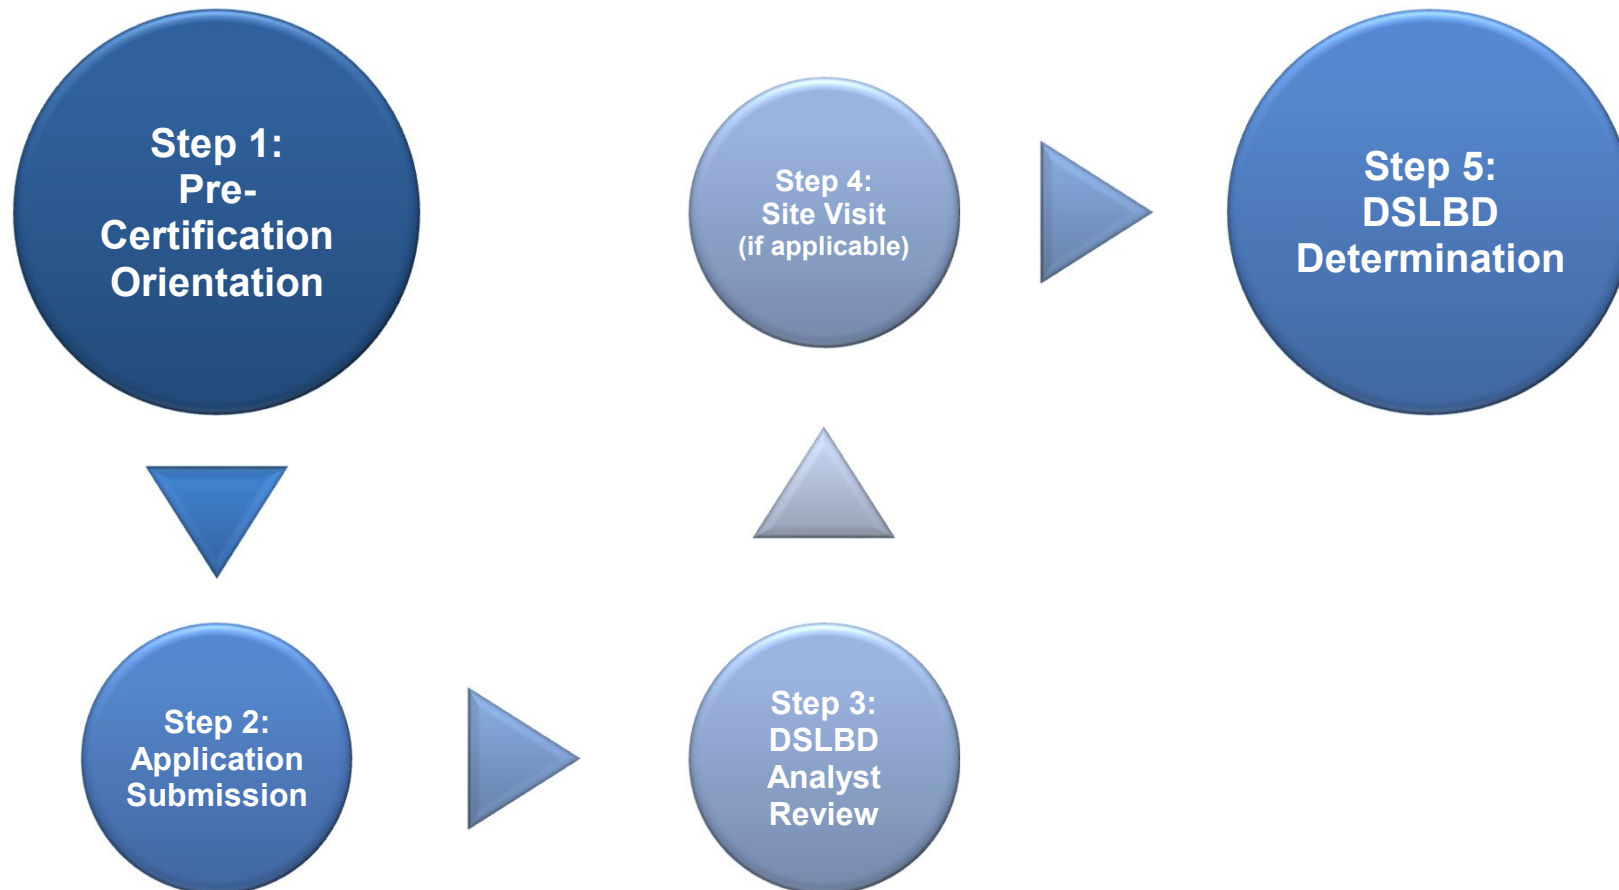 Step 1:
Pre-
Certification
Orientation
Step 2:
Application
Submission
Step 3:
DSLBD
Analyst
Review
Step 4:
Site Visit
(if applicable)
Step 5:
DSLBD
Determination